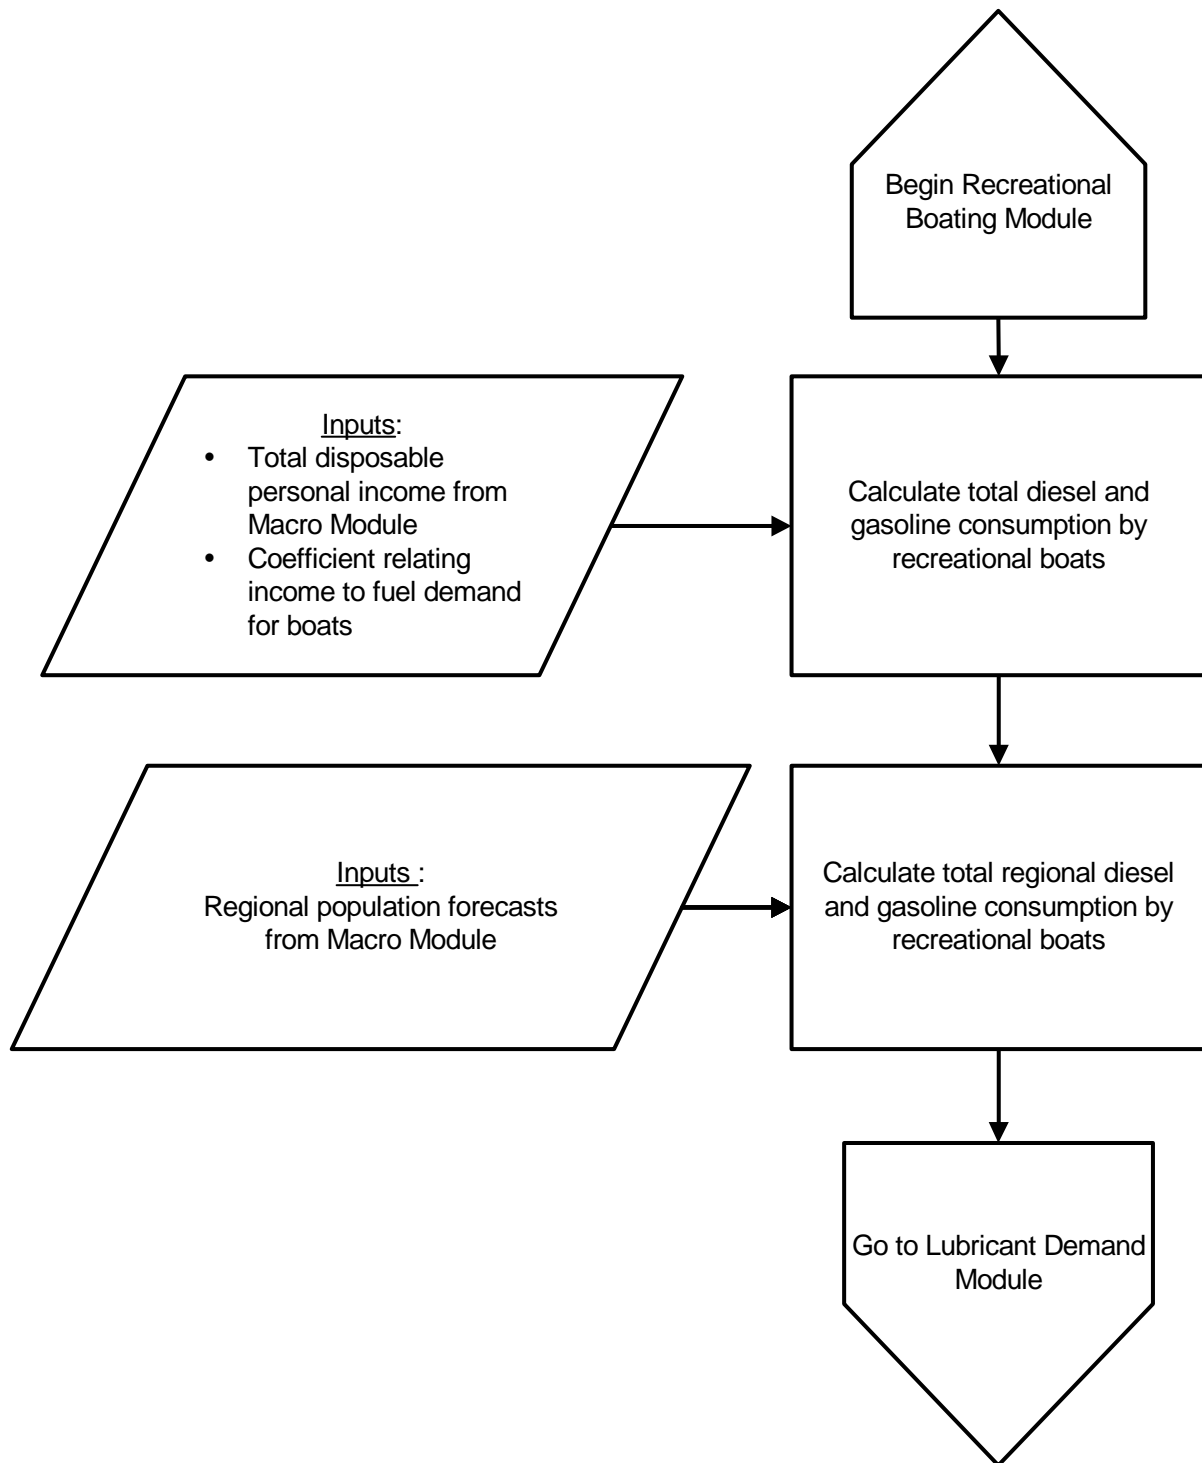 Begin Recreational
Boating Module
Inputs:
• Total disposable
personal income from
Macro Module
• Coefficient relating
income to fuel demand
for boats
Calculate total diesel and
gasoline consumption by
recreational boats
Inputs :
Regional population forecasts
from Macro Module
Calculate total regional diesel
and gasoline consumption by
recreational boats
Go to Lubricant Demand
Module